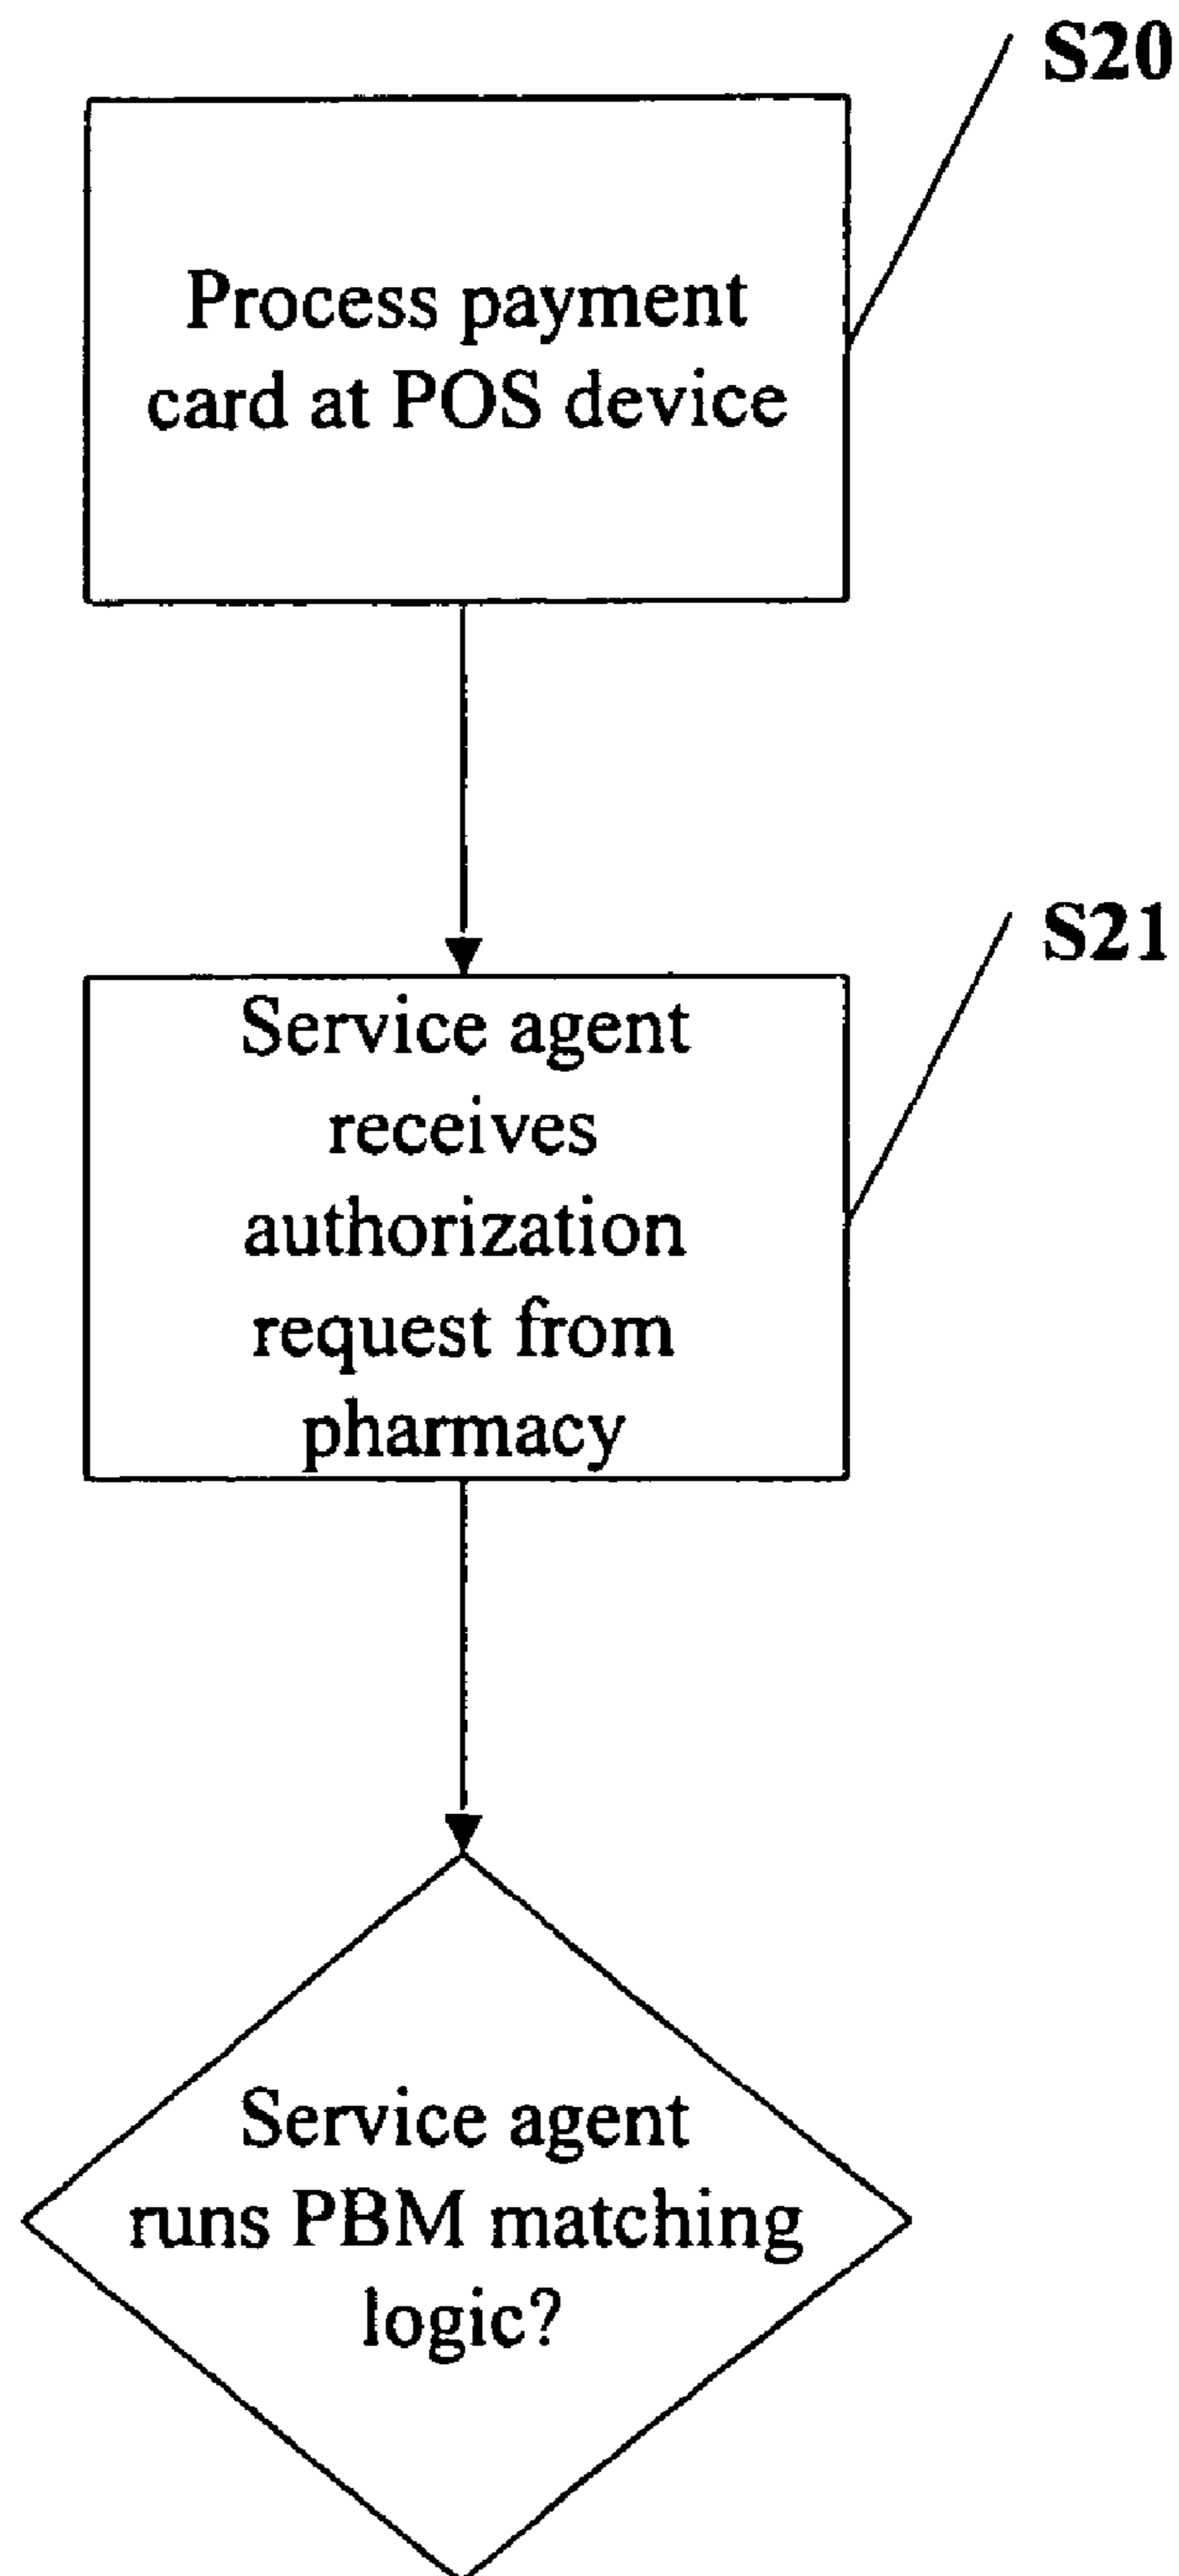 S20
Process payment
card at POS device
S21
Service agent
receives
authorization
request from
pharmacy
Service agent
runs PBM matching
logic?